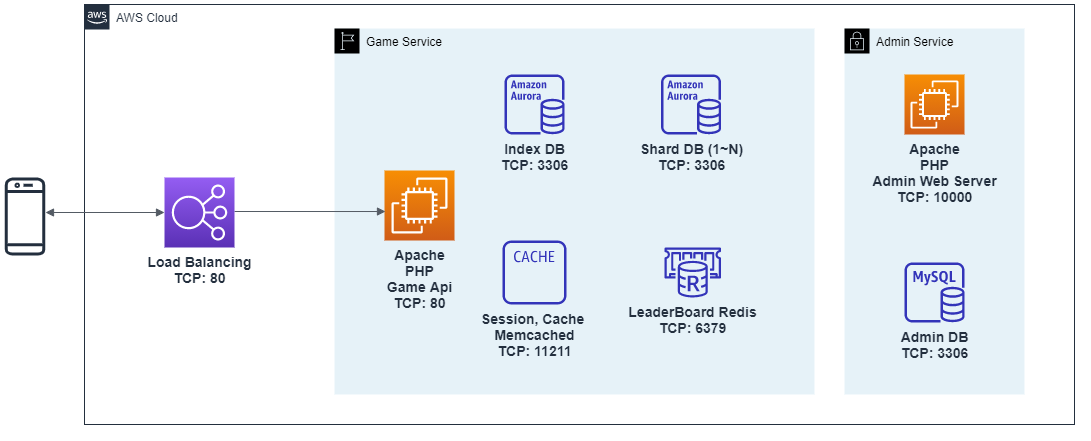 aws
AWS Cloud
Game Service
Admin Service
Amazon
Aurora
Index DB
TCP: 3306
Amazon
Aurora
Shard DB (1~N)
TCP: 3306
Apache
PHP
Admin Web Server
TCP: 10000
Load Balancing
TCP: 80
Apache
PHP
Game Api
TCP: 80
CACHE
Session, Cache
Memcached
TCP: 11211
R
LeaderBoard Redis
TCP: 6379
MySQL
Admin DB
TCP: 3306